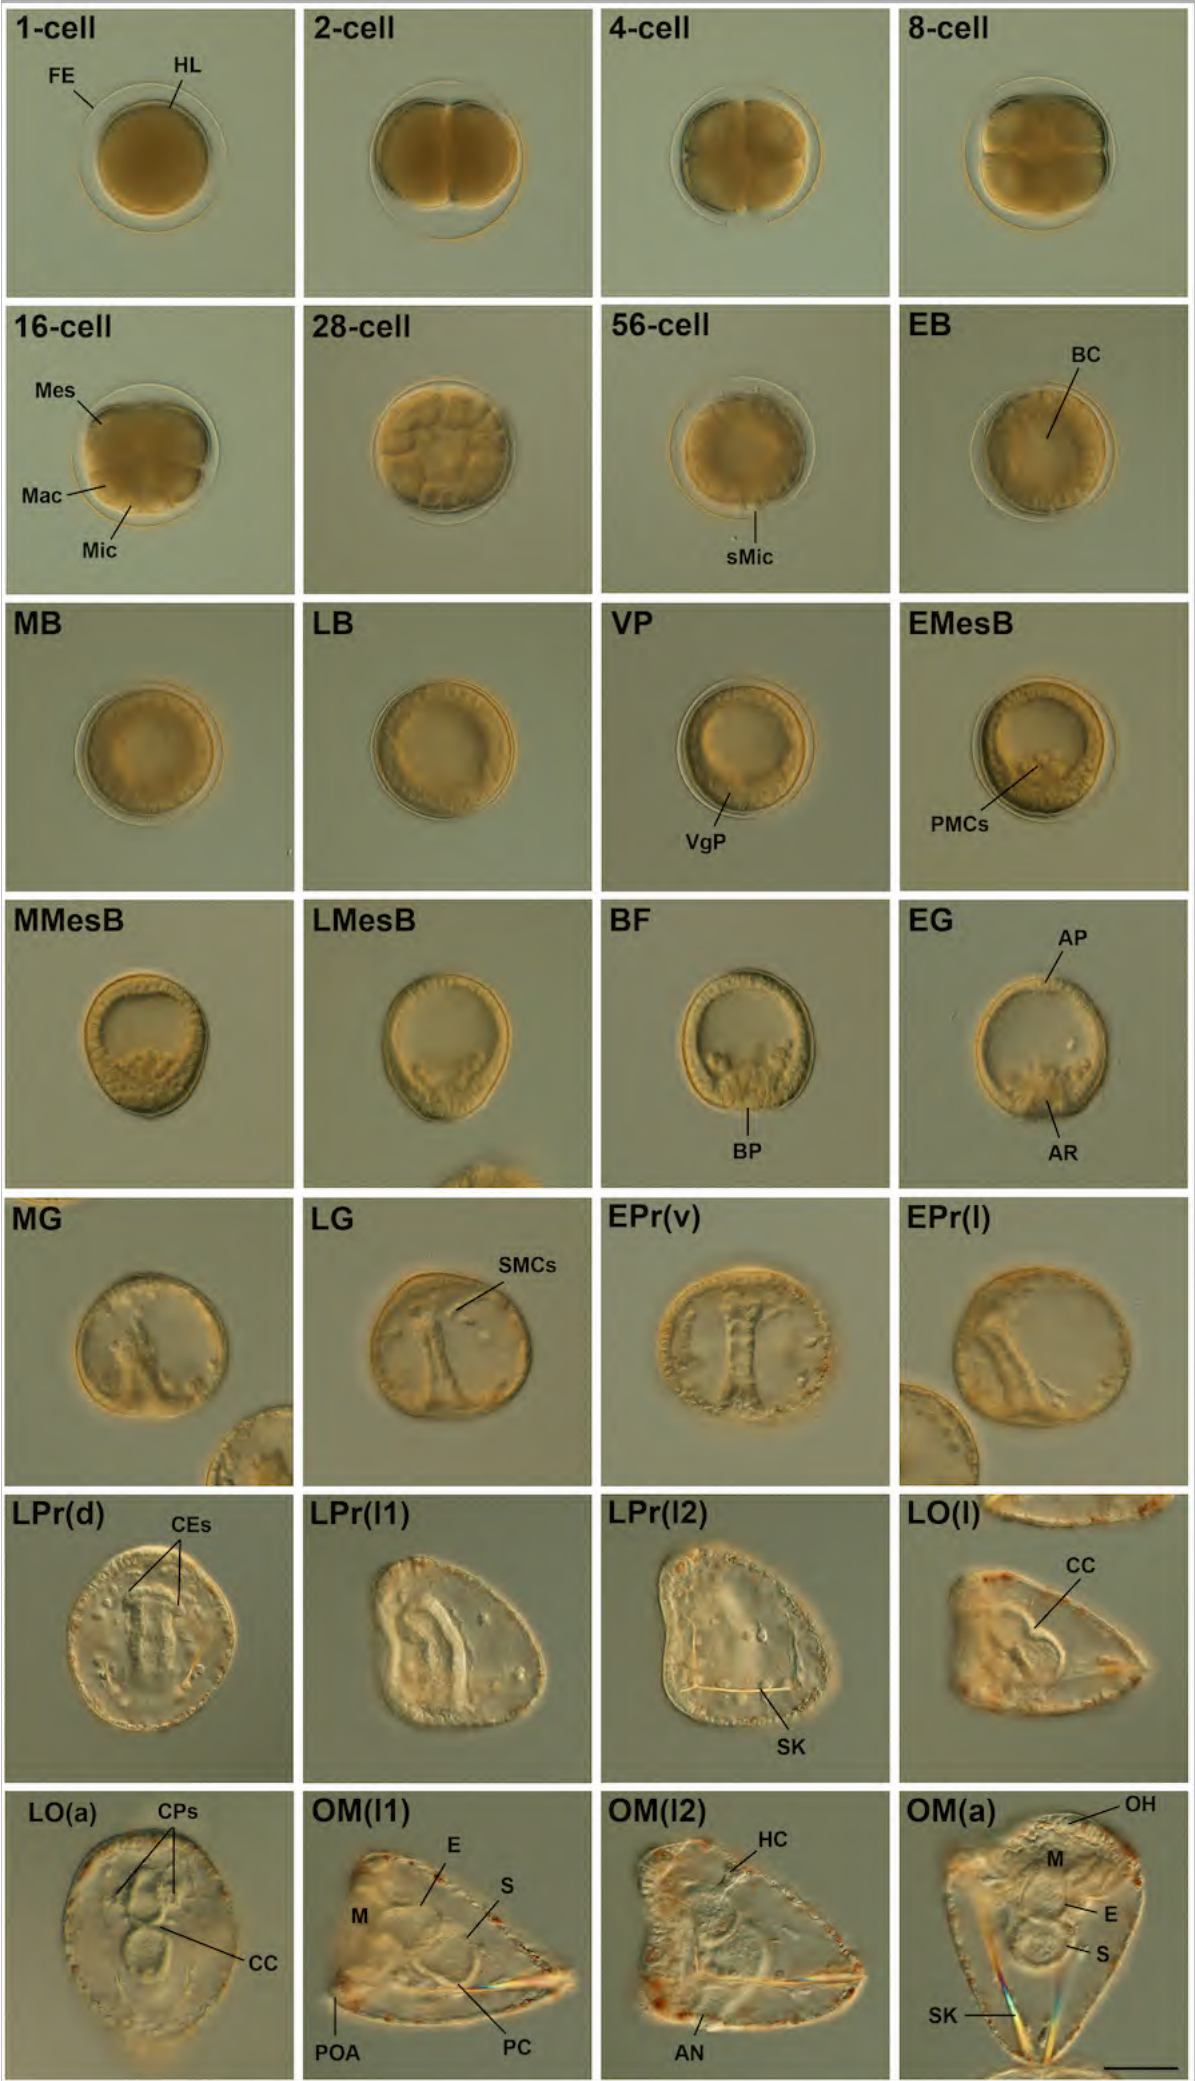 1-cell
FE
HL
2-cell
4-cell
8-cell
16-cell
Mes
Mac
Mic
28-cell
56-cell
sMic
EB
BC
MB
LB
VP
VgP
EMesB
PMCs
MMesB
LMesB
BF
BP
EG
AP
AR
MG
LG
SMCs
EPr(v)
EPr(l)
LPr(d)
CEs
LPr(l1)
LPr(l2)
SK
LO(l)
CC
LO(a)
CPs
CC
OM(l1)
E
S
M
POA
PC
OM(l2)
HC
AN
OM(a)
OH
M
E
S
SK